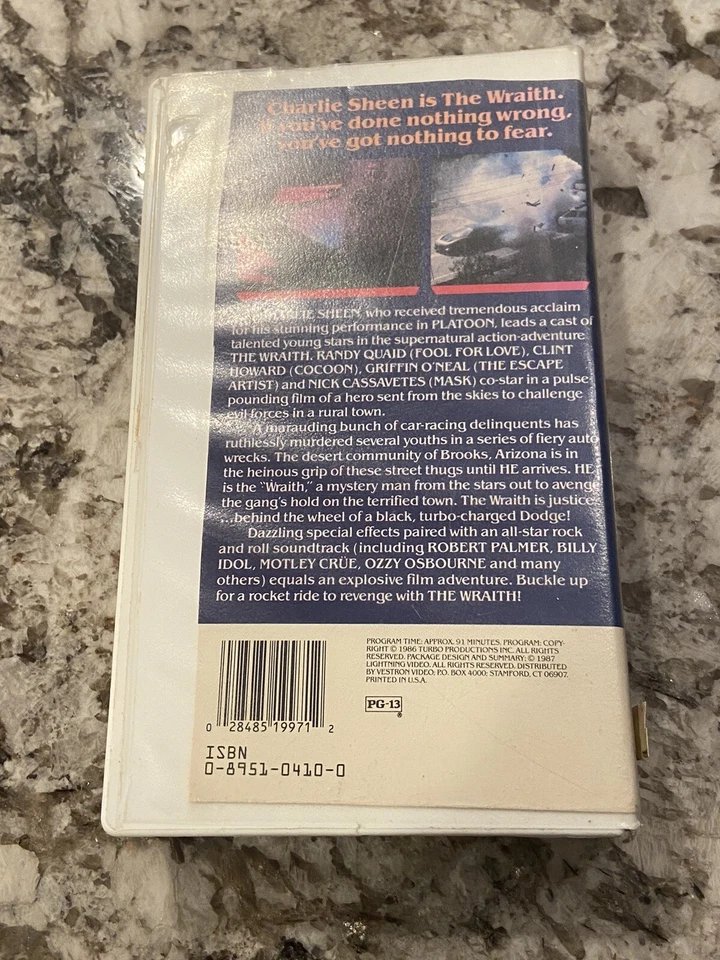 Charlie Sheen is The Wraith.
you've done nothing wrong,
you've got nothing to fear.
SHEEN, who received tremendous acclaim
for his stunning performance in PLATOON, leads a cast of
talented young stars in the supernatural action-adventure
THE WRAITH. RANDY QUAID (FOOL FOR LOVE), CLINT
HOWARD (COCOON), GRIFFIN O'NEAL (THE ESCAPE
ARTIST) and NICK CASSAVETES (MASK) co-star in a pulse-
pounding film of a hero sent from the skies to challenge
evil forces in a rural town.
A marauding bunch of car-racing delinquents has
ruthlessly murdered several youths in a series of fiery auto
wrecks. The desert community of Brooks, Arizona is in
the heinous grip of these street thugs until HE arrives. HE
is the "Wraith," a mystery man from the stars out to avenge
the gang's hold on the terrified town. The Wraith is justice
...behind the wheel of a black, turbo-charged Dodge!
Dazzling special effects paired with an all-star rock
and roll soundtrack (including ROBERT PALMER, BILLY
IDOL, MOTLEY CRÜE, OZZY OSBOURNE and many
others) equals an explosive film adventure. Buckle up
for a rocket ride to revenge with THE WRAITH!
PROGRAM TIME: APPROX. 91 MINUTES. PROGRAM: COPY-
RIGHT © 1986 TURBO PRODUCTIONS INC. ALL RIGHTS
RESERVED. PACKAGE DESIGN AND SUMMARY: © 1987
LIGHTNING VIDEO. ALL RIGHTS RESERVED. DISTRIBUTED
BY VESTRON VIDEO: P.O. BOX 4000; STAMFORD, CT 06907.
PRINTED IN U.S.A.
PG-13
®
0 28485 19971 2
ISBN
0-8951-0410-0